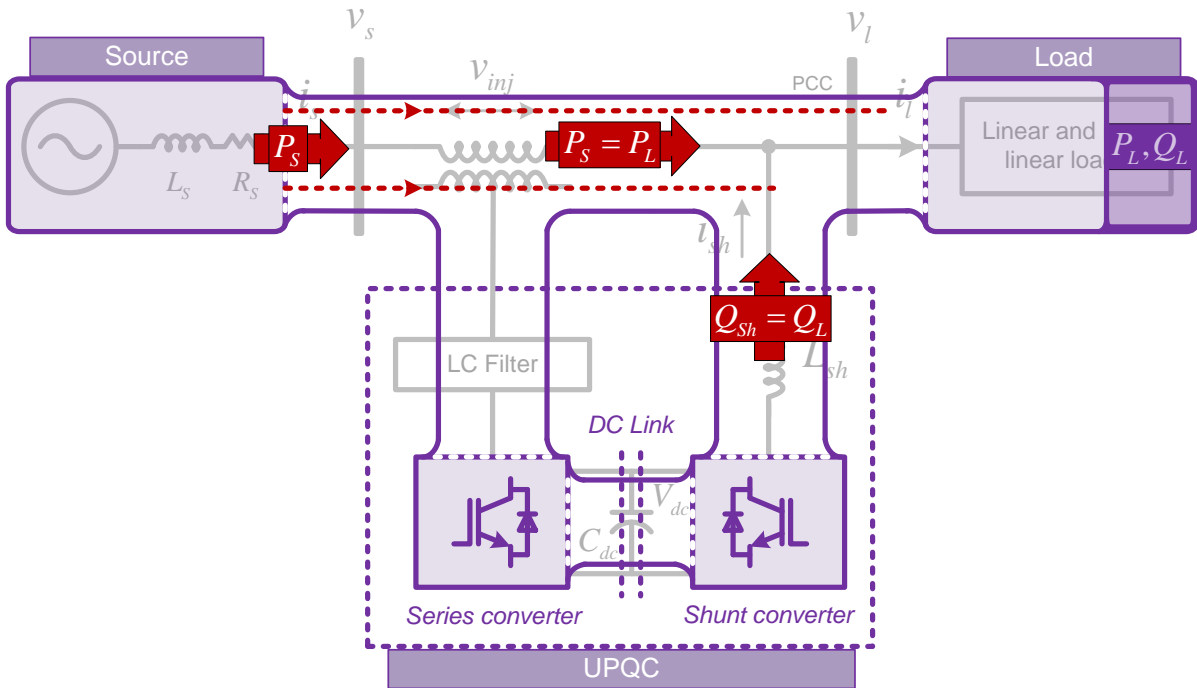 v_s
v_l
Source
Load
v_inj
PCC
i_s
i_l
P_S
P_S = P_L
Linear and
linear loa
P_L, Q_L
L_S
R_S
i_sh
Q_Sh = Q_L
LC Filter
L_sh
DC Link
V_dc
C_dc
Series converter
Shunt converter
UPQC